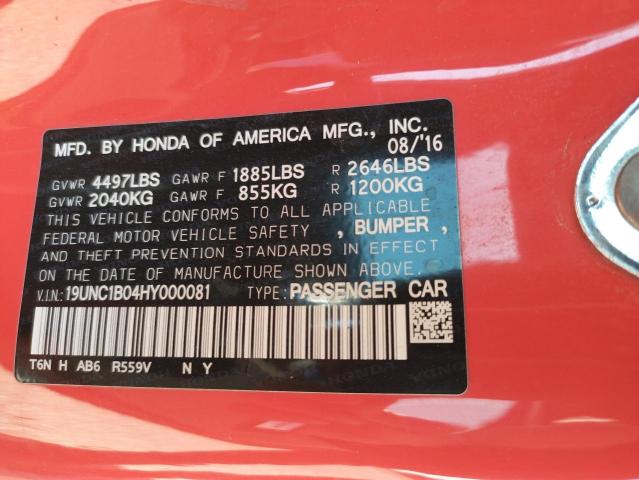 MFD. BY HONDA OF AMERICA MFG., INC.
08/'16
GVWR 4497LBS GAWR F 1885LBS R 2646LBS
GVWR 2040KG GAWR F 855KG R 1200KG
THIS VEHICLE CONFORMS TO ALL APPLICABLE
FEDERAL MOTOR VEHICLE SAFETY , BUMPER ,
AND THEFT PREVENTION STANDARDS IN EFFECT
ON THE DATE OF MANUFACTURE SHOWN ABOVE.
V.I.N: 19UNC1B04HY000081 TYPE: PASSENGER CAR
T6N H AB6 R559V N Y